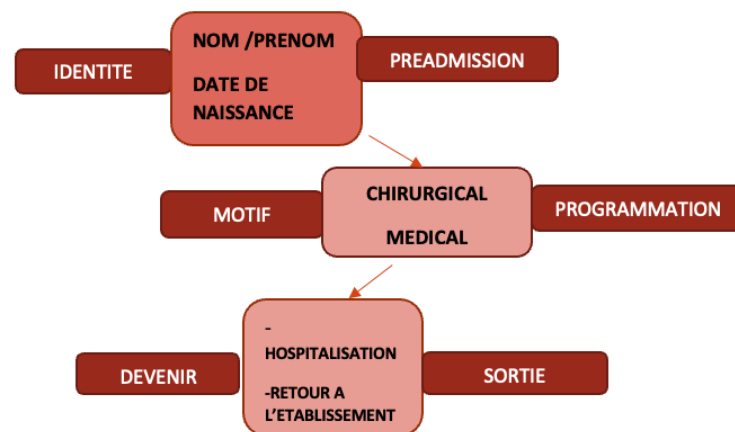 IDENTITE
NOM /PRENOM
DATE DE
NAISSANCE
PREADMISSION
MOTIF
CHIRURGICAL
MEDICAL
PROGRAMMATION
DEVENIR
-
HOSPITALISATION
-RETOUR A
L'ETABLISSEMENT
SORTIE